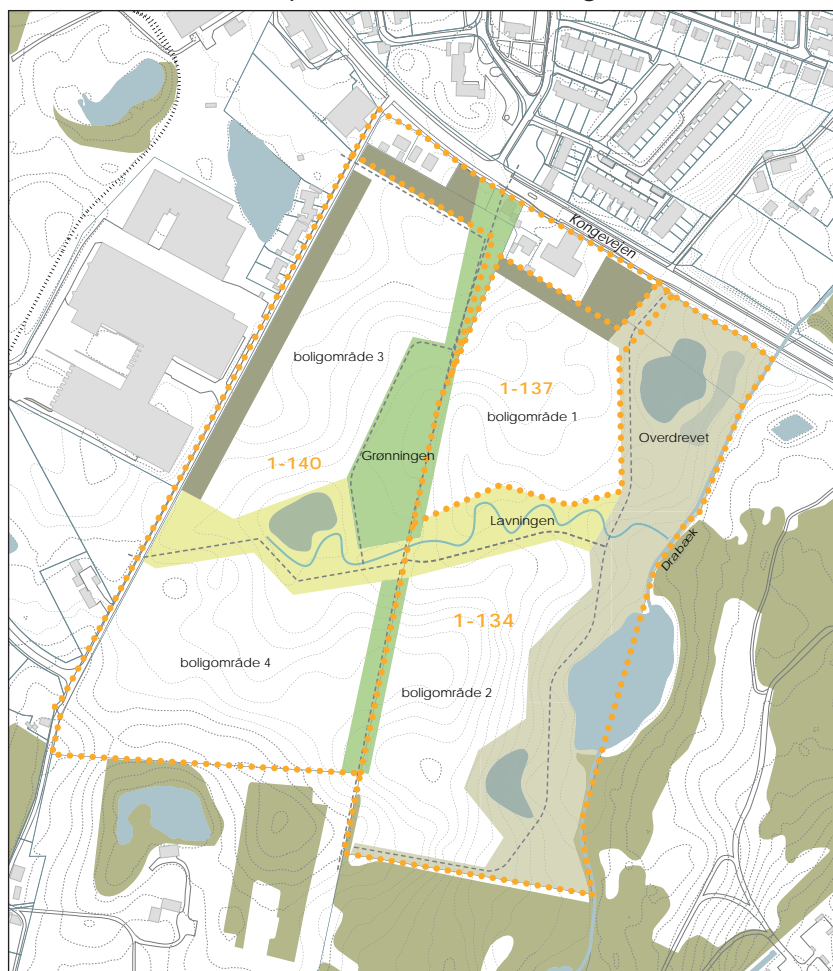 Kongevejen
boligområde 3
1-137
boligområde 1
Overdrevet
Grønningen
1-140
Lavningen
Drabæk
1-134
boligområde 4
boligområde 2